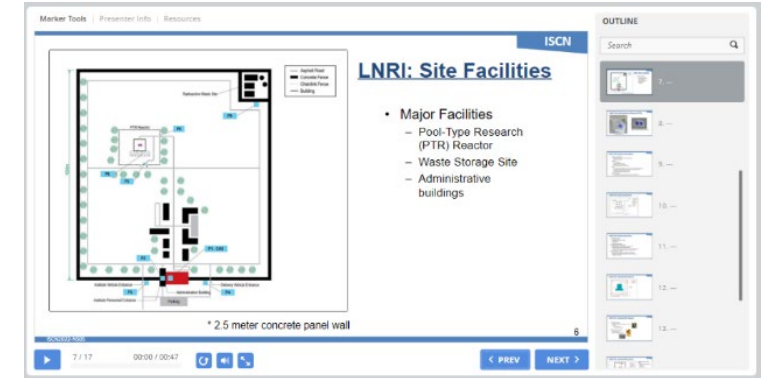 Marker Tools | Presenter Info | Resources
OUTLINE
ISCN
Search
LNRI: Site Facilities
Asphalt Road
Concrete Fence
Chainlink Fence
Building
Radioactive Waste Site
PTR Reactor
• Major Facilities
– Pool-Type Research
(PTR) Reactor
– Waste Storage Site
– Administrative
buildings
Administrative Building
Parking
* 2.5 meter concrete panel wall
6
7 / 17
00:00 / 00:47
< PREV
NEXT >
7. —
8. —
9. —
10. —
11. —
12. —
13. —